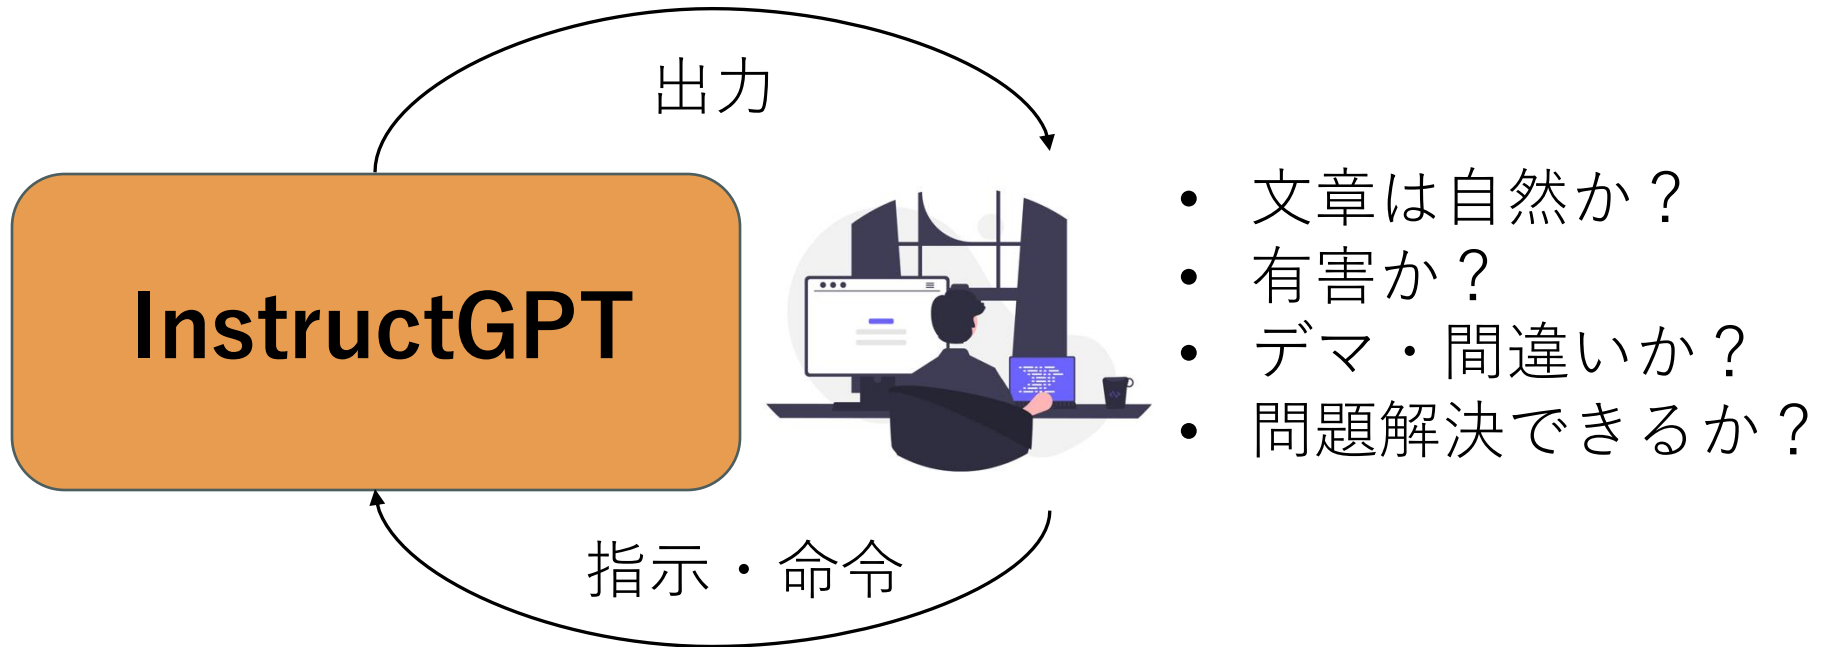 出力
InstructGPT
• 文章は自然か？
• 有害か？
• デマ・間違いか？
• 問題解決できるか？
指示・命令